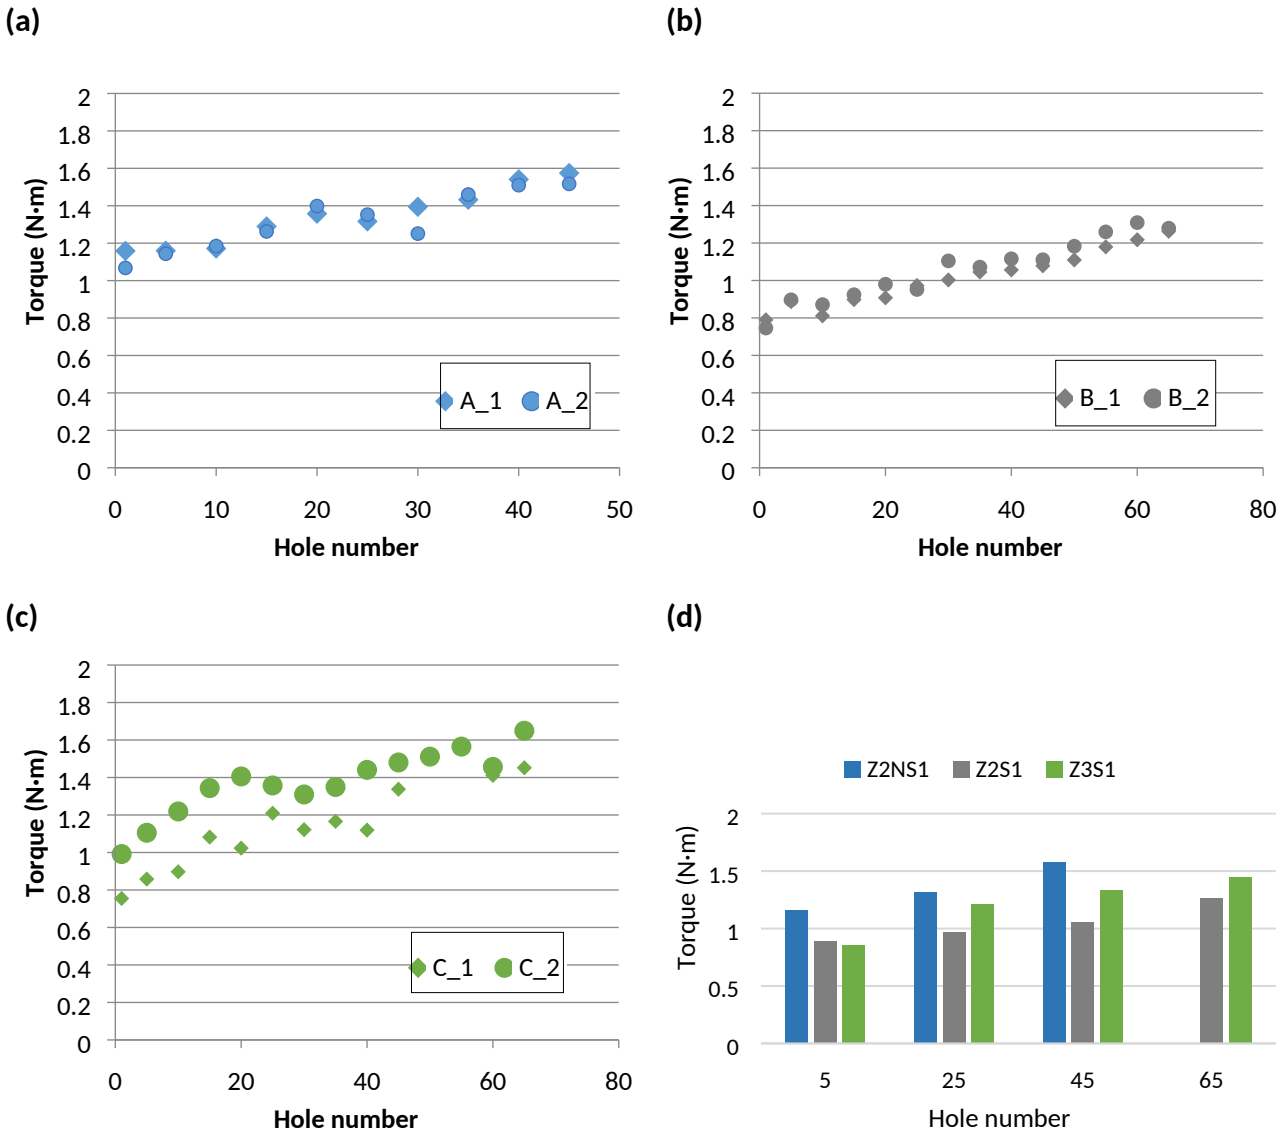 (a)
2
1.8
1.6
1.4
1.2
1
0.8
0.6
0.4
0.2
0
Torque (N·m)
A_1 A_2
0 10 20 30 40 50
Hole number
(b)
2
1.8
1.6
1.4
1.2
1
0.8
0.6
0.4
0.2
0
Torque (N·m)
B_1 B_2
0 20 40 60 80
Hole number
(c)
2
1.8
1.6
1.4
1.2
1
0.8
0.6
0.4
0.2
0
Torque (N·m)
C_1 C_2
0 20 40 60 80
Hole number
(d)
Z2NS1 Z2S1 Z3S1
2
1.5
1
0.5
0
Torque (N·m)
5 25 45 65
Hole number